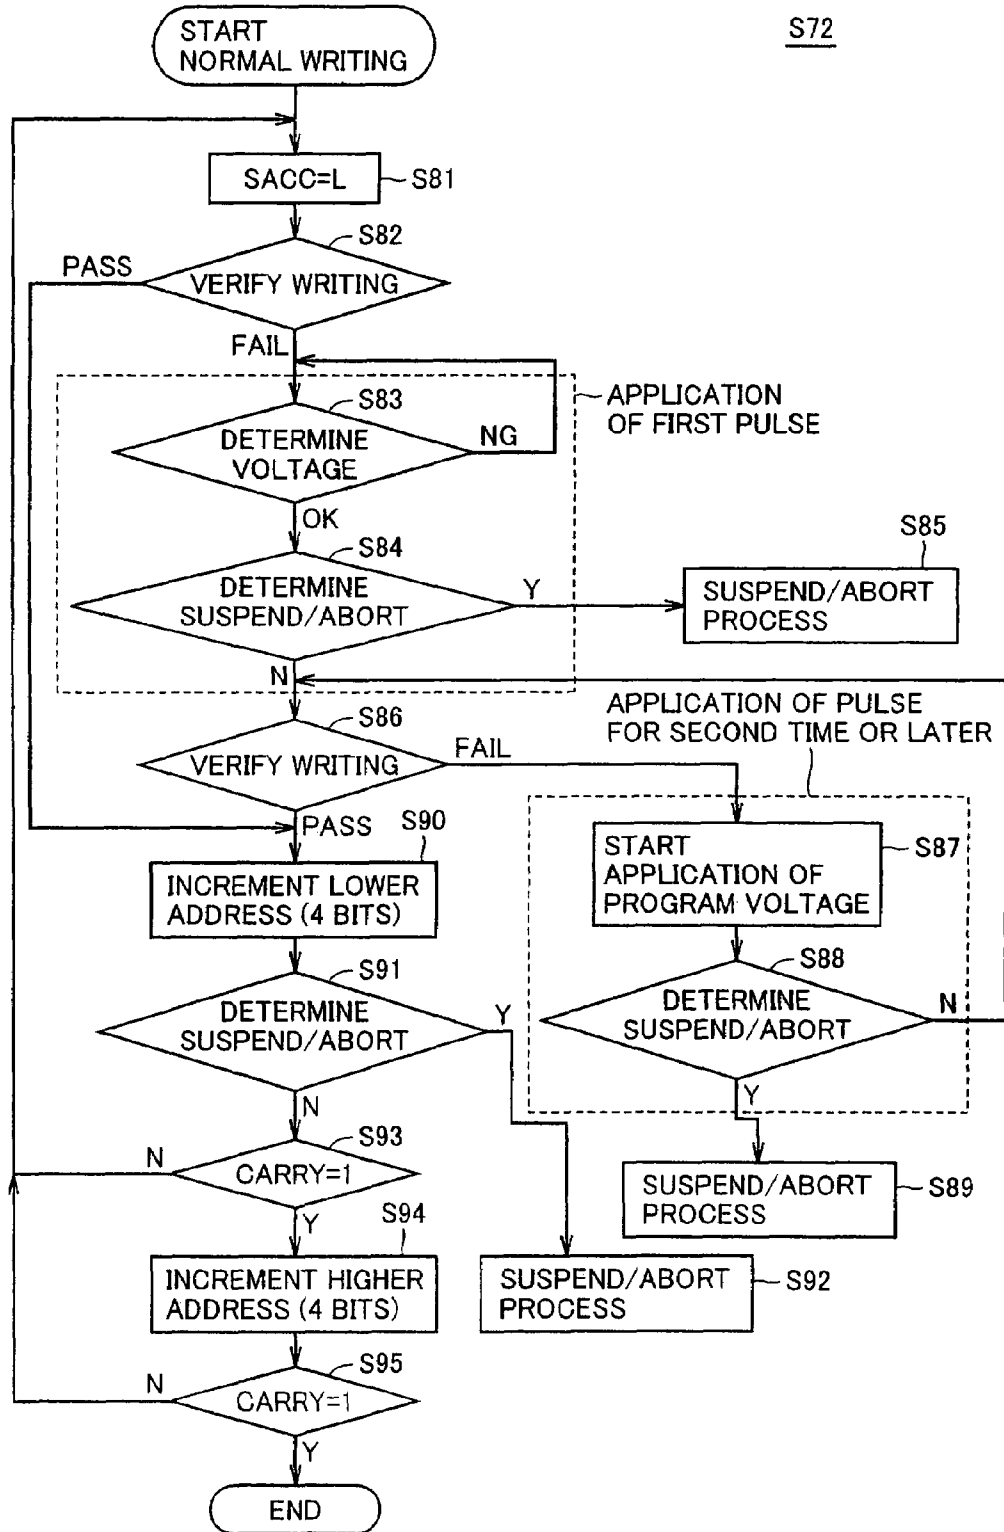 START
NORMAL WRITING
S72
SACC=L
S81
S82
PASS
VERIFY WRITING
FAIL
S83
APPLICATION
OF FIRST PULSE
DETERMINE
VOLTAGE
NG
OK
S84
DETERMINE
SUSPEND/ABORT
Y
S85
SUSPEND/ABORT
PROCESS
N
S86
APPLICATION OF PULSE
FOR SECOND TIME OR LATER
VERIFY WRITING
FAIL
PASS
S90
START
APPLICATION OF
PROGRAM VOLTAGE
S87
INCREMENT LOWER
ADDRESS (4 BITS)
S91
DETERMINE
SUSPEND/ABORT
Y
S88
DETERMINE
SUSPEND/ABORT
N
Y
N
S93
CARRY=1
N
SUSPEND/ABORT
PROCESS
S89
Y
S94
INCREMENT HIGHER
ADDRESS (4 BITS)
SUSPEND/ABORT
PROCESS
S92
S95
N
CARRY=1
Y
END